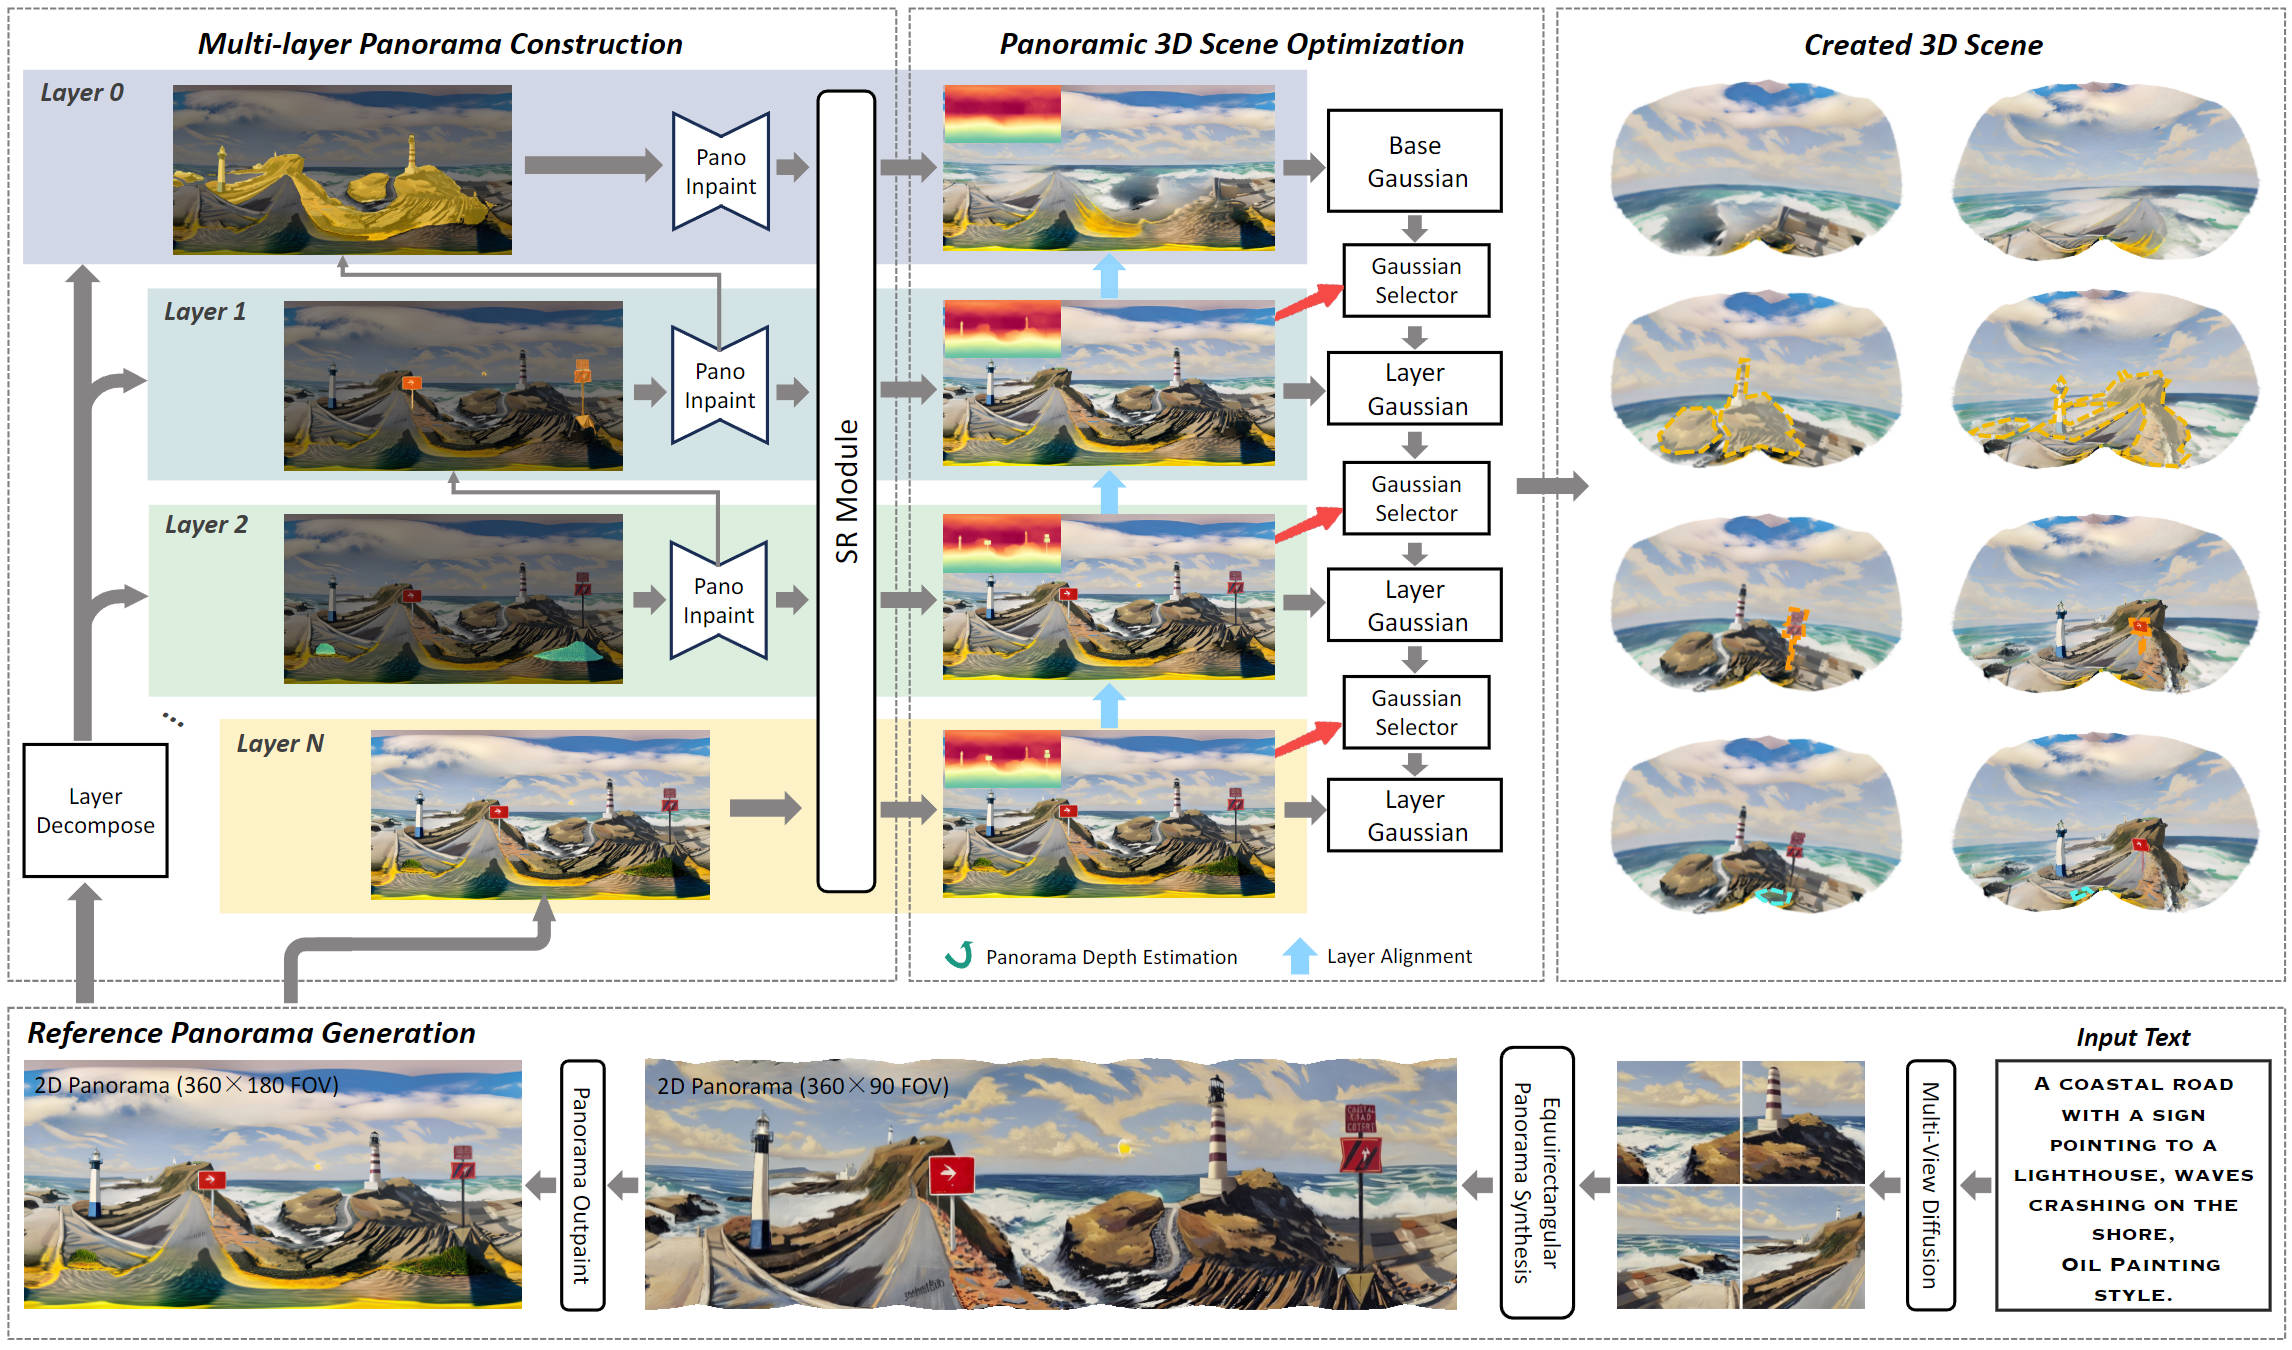 Multi-layer Panorama Construction
Layer 0
Pano
Inpaint
Layer 1
Pano
Inpaint
Layer 2
Pano
Inpaint
...
Layer N
Layer
Decompose
SR Module
Panoramic 3D Scene Optimization
Base
Gaussian
Gaussian
Selector
Layer
Gaussian
Gaussian
Selector
Layer
Gaussian
Gaussian
Selector
Layer
Gaussian
Panorama Depth Estimation
Layer Alignment
Created 3D Scene
Reference Panorama Generation
2D Panorama (360×180 FOV)
Panorama Outpaint
2D Panorama (360×90 FOV)
COASTAL
ROAD
Equirectangular
Panorama Synthesis
Multi-View Diffusion
Input Text
A COASTAL ROAD
WITH A SIGN
POINTING TO A
LIGHTHOUSE, WAVES
CRASHING ON THE
SHORE,
OIL PAINTING
STYLE.